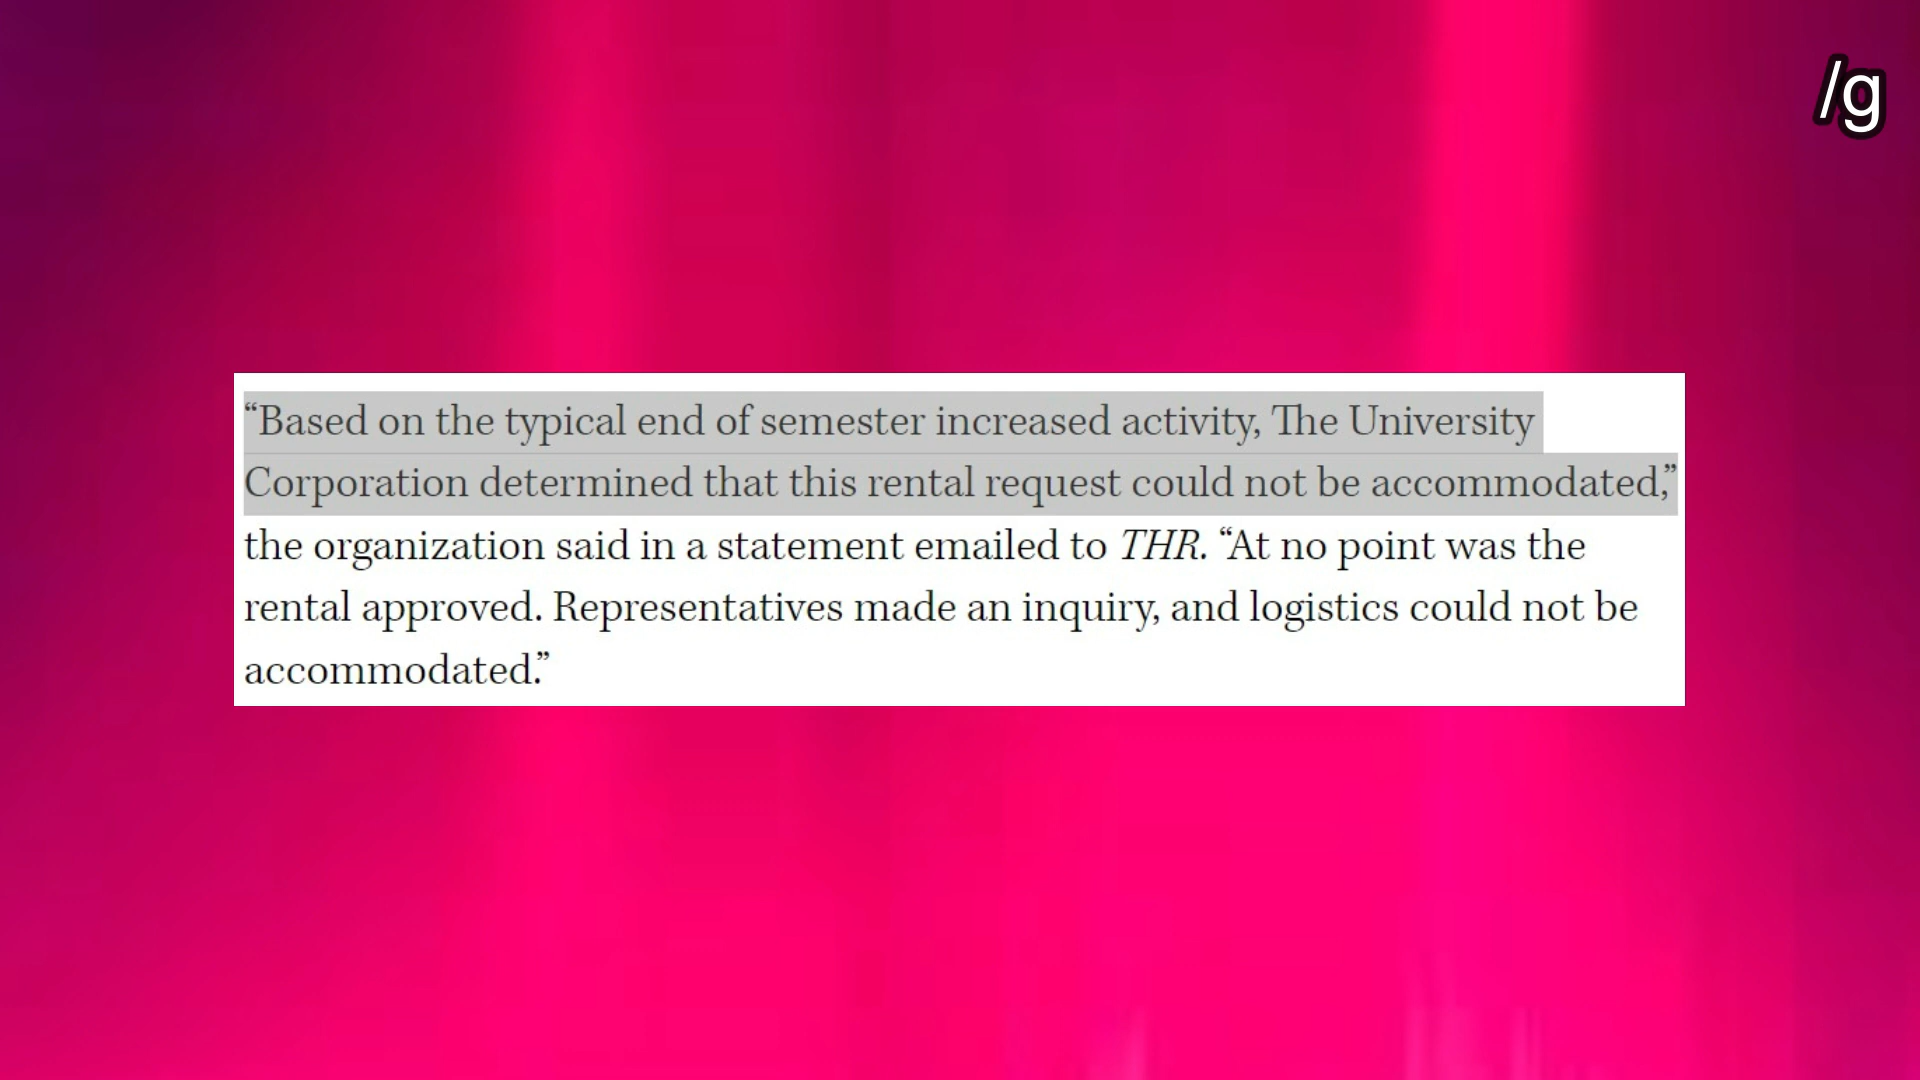 /g
“Based on the typical end of semester increased activity, The University
Corporation determined that this rental request could not be accommodated,”
the organization said in a statement emailed to THR. “At no point was the
rental approved. Representatives made an inquiry, and logistics could not be
accommodated.”